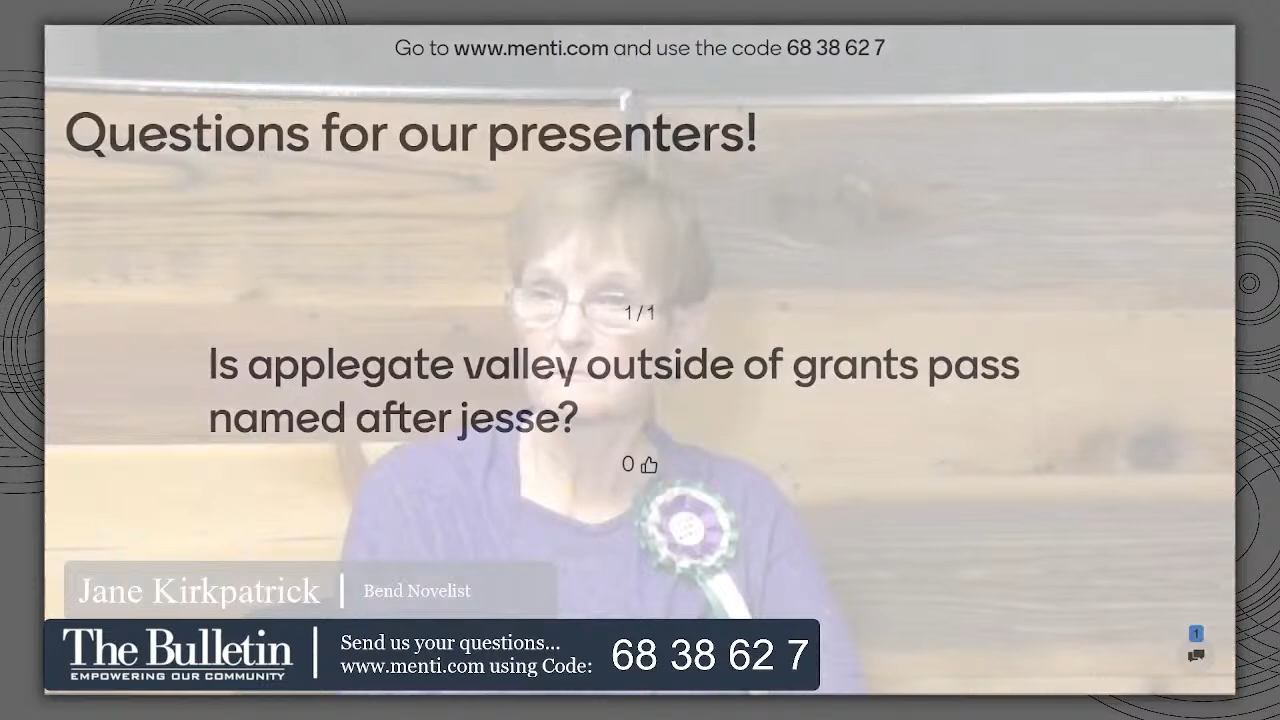 Go to www.menti.com and use the code 68 38 62 7
Questions for our presenters!
1/1
Is applegate valley outside of grants pass
named after jesse?
0
Jane Kirkpatrick | Bend Novelist
The Bulletin
EMPOWERING OUR COMMUNITY
Send us your questions...
www.menti.com using Code:
68 38 62 7
1